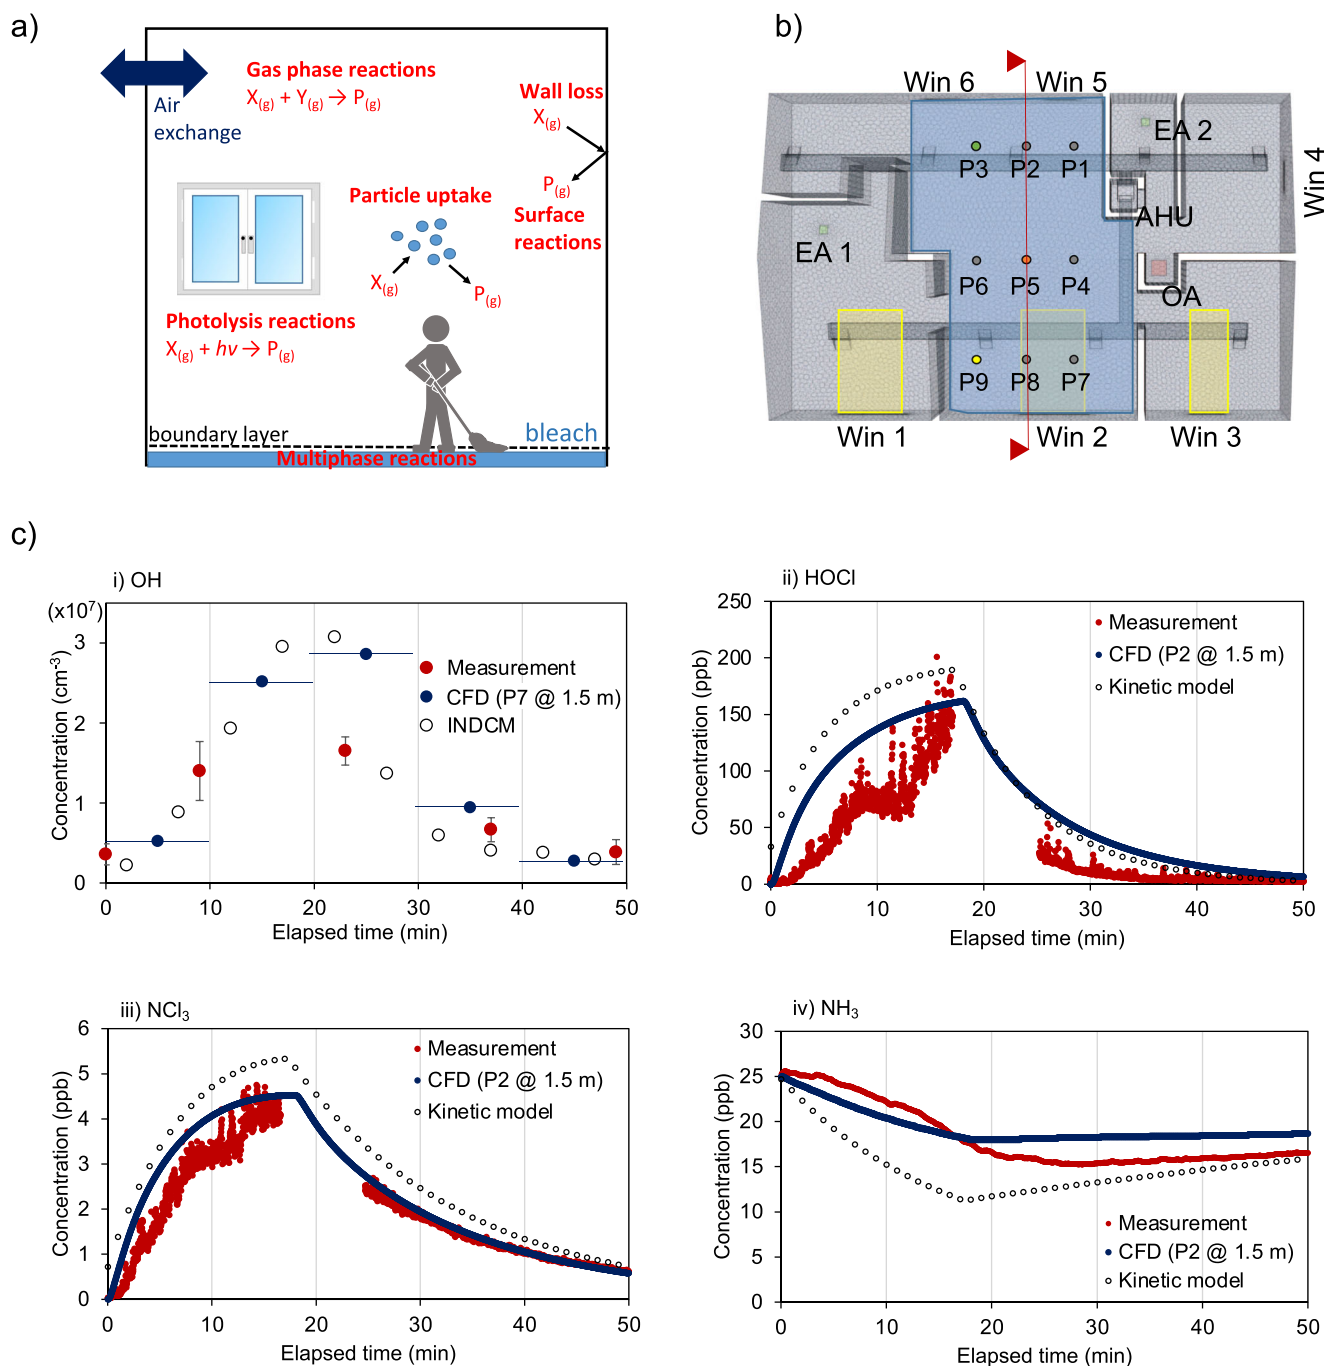 a)
Gas phase reactions
X(g) + Y(g) → P(g)
Air
exchange
Wall loss
X(g)
P(g)
Surface
reactions
Particle uptake
X(g)
P(g)
Photolysis reactions
X(g) + hν → P(g)
boundary layer
bleach
Multiphase reactions
b)
Win 6
Win 5
EA 2
P3
P2
P1
Win 4
AHU
EA 1
P6
P5
P4
OA
P9
P8
P7
Win 1
Win 2
Win 3
c)
i) OH
(x10⁷)
Concentration (cm⁻³)
3
2
1
0
Measurement
CFD (P7 @ 1.5 m)
INDCM
0
10
20
30
40
50
Elapsed time (min)
ii) HOCl
Concentration (ppb)
250
200
150
100
50
0
Measurement
CFD (P2 @ 1.5 m)
Kinetic model
0
10
20
30
40
50
Elapsed time (min)
iii) NCl₃
Concentration (ppb)
6
5
4
3
2
1
0
Measurement
CFD (P2 @ 1.5 m)
Kinetic model
0
10
20
30
40
50
Elapsed time (min)
iv) NH₃
Concentration (ppb)
30
25
20
15
10
5
0
Measurement
CFD (P2 @ 1.5 m)
Kinetic model
0
10
20
30
40
50
Elapsed time (min)